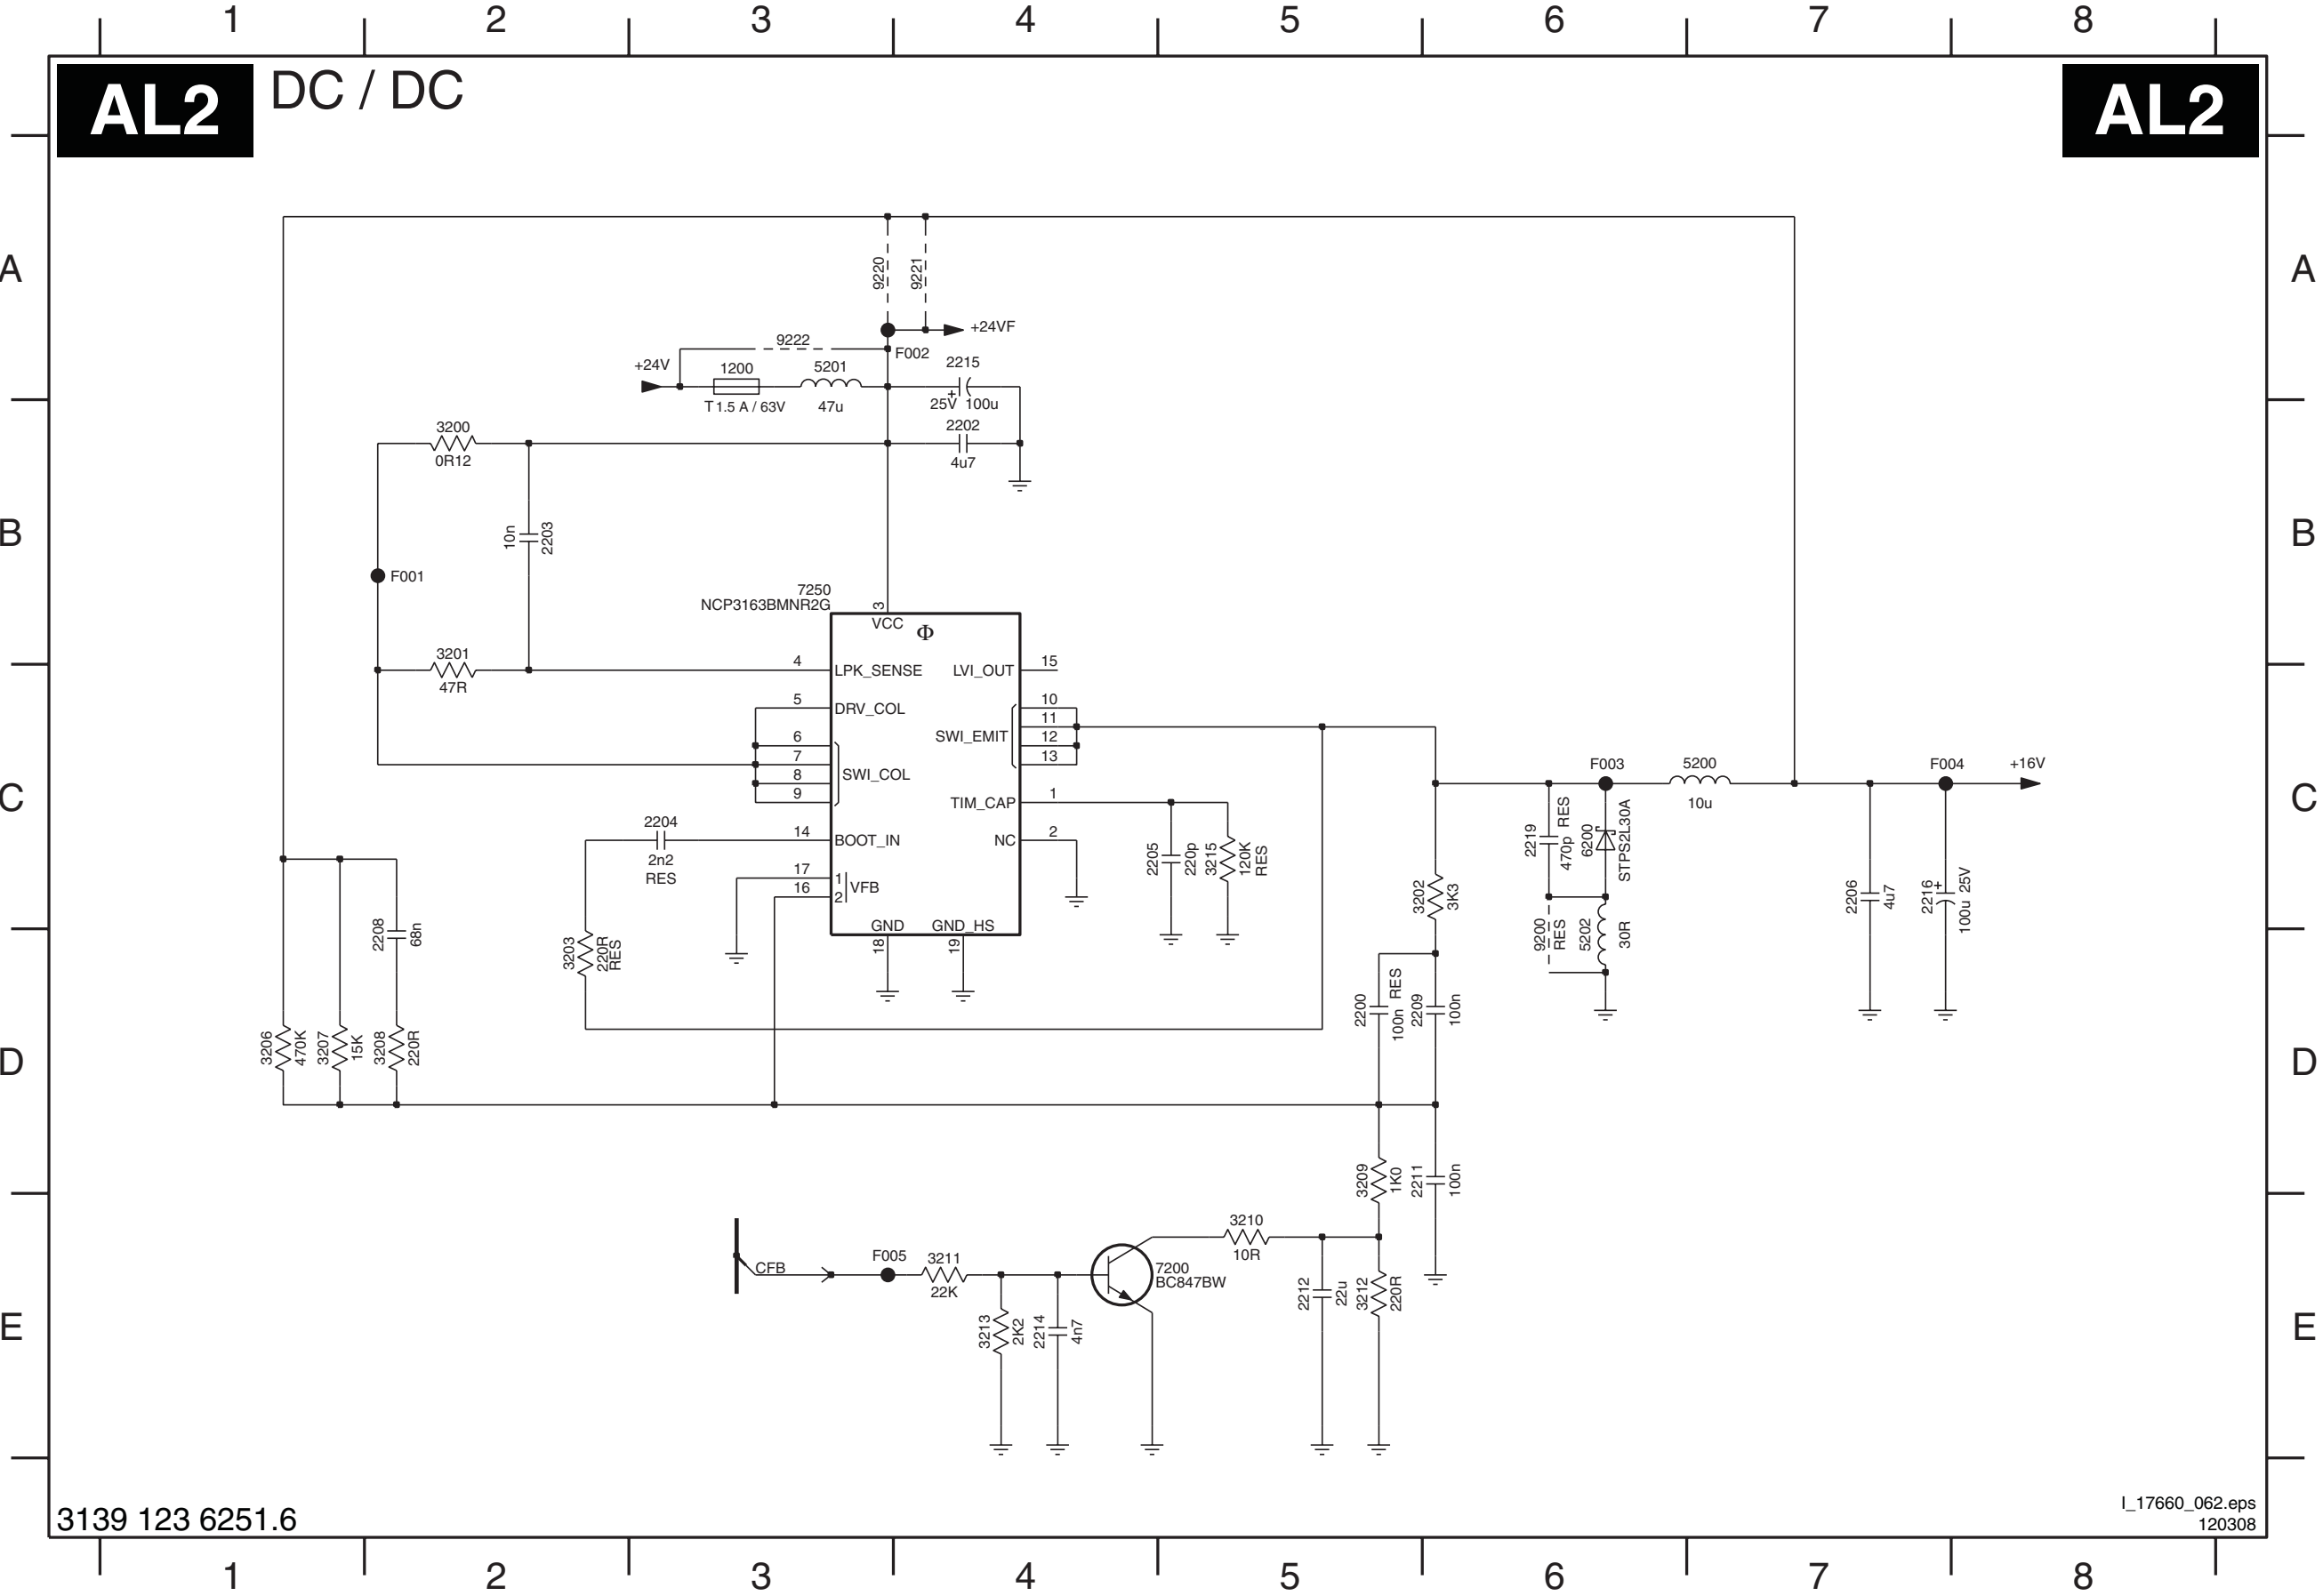 1 2 3 4 5 6 7 8
AL2 DC / DC AL2
A A
9220 9221
+24VF
9222
F002
+24V 1200 5201 2215
T 1.5 A / 63V 47u 25V + 100u
3200 2202
0R12 4u7
B B
10n 2203
F001
7250
NCP3163BMNR2G 3
VCC
Φ
3201 4 LPK_SENSE LVI_OUT 15
47R
5 DRV_COL 10
11
6 SWI_EMIT 12
7 13
8 SWI_COL
9 TIM_CAP 1
F003 5200 F004 +16V
10u
C C
2204 14 BOOT_IN NC 2
2n2
RES
17 1 VFB
16 2
GND GND_HS
18 19
2205 220p 3215 120K RES
2219 470p RES 6200 STPS2L30A
3202 3K3
2206 4u7 2216 + 100u 25V
2208 68n
3203 220R RES
9200 RES 5202 30R
2200 100n RES 2209 100n
D D
3206 470K 3207 15K 3208 220R
3209 1K0 2211 100n
3210
10R
CFB F005 3211
22K
7200
BC847BW
2212 22u 3212 220R
3213 2K2 2214 4n7
E E
3139 123 6251.6
I_17660_062.eps
120308
1 2 3 4 5 6 7 8